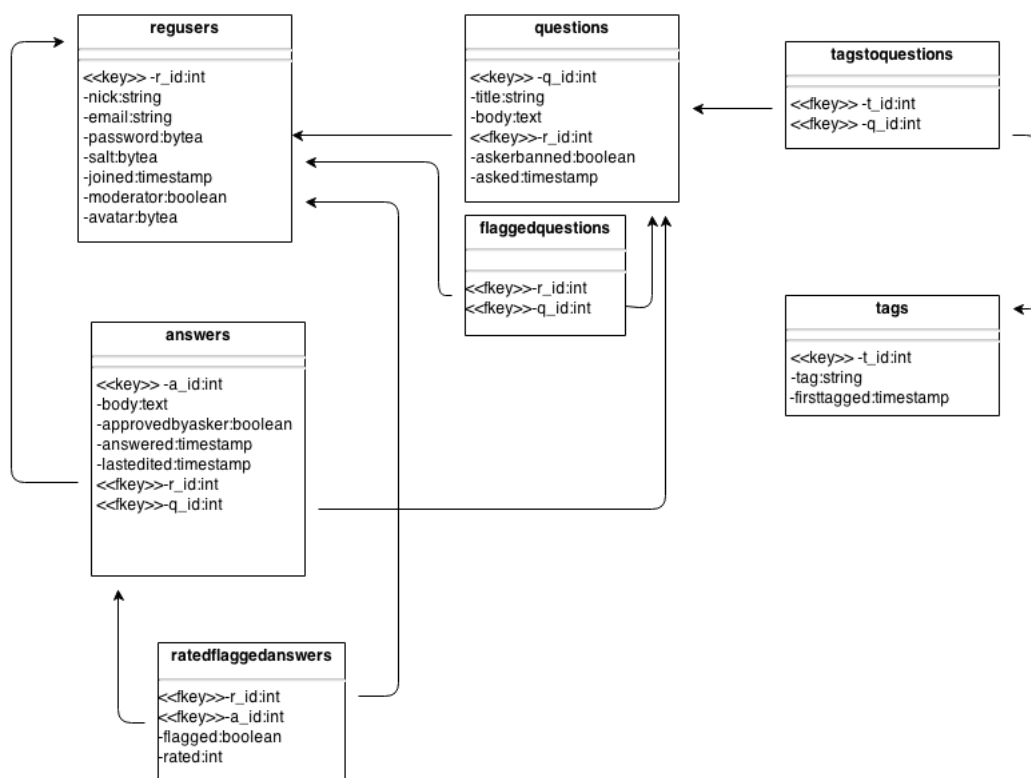 regusers
<<key>> -r_id:int
-nick:string
-email:string
-password:bytea
-salt:bytea
-joined:timestamp
-moderator:boolean
-avatar:bytea
questions
<<key>> -q_id:int
-title:string
-body:text
<<fkey>>-r_id:int
-askerbanned:boolean
-asked:timestamp
tagstoquestions
<<fkey>> -t_id:int
<<fkey>> -q_id:int
flaggedquestions
<<fkey>>-r_id:int
<<fkey>>-q_id:int
answers
<<key>> -a_id:int
-body:text
-approvedbyasker:boolean
-answered:timestamp
-lastedited:timestamp
<<fkey>>-r_id:int
<<fkey>>-q_id:int
tags
<<key>> -t_id:int
-tag:string
-firsttagged:timestamp
ratedflaggedanswers
<<fkey>>-r_id:int
<<fkey>>-a_id:int
-flagged:boolean
-rated:int